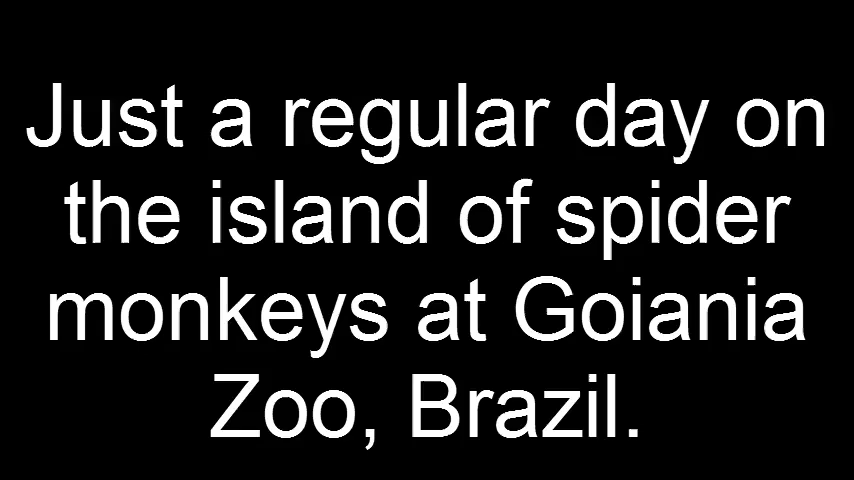 Just a regular day on
the island of spider
monkeys at Goiania
Zoo, Brazil.